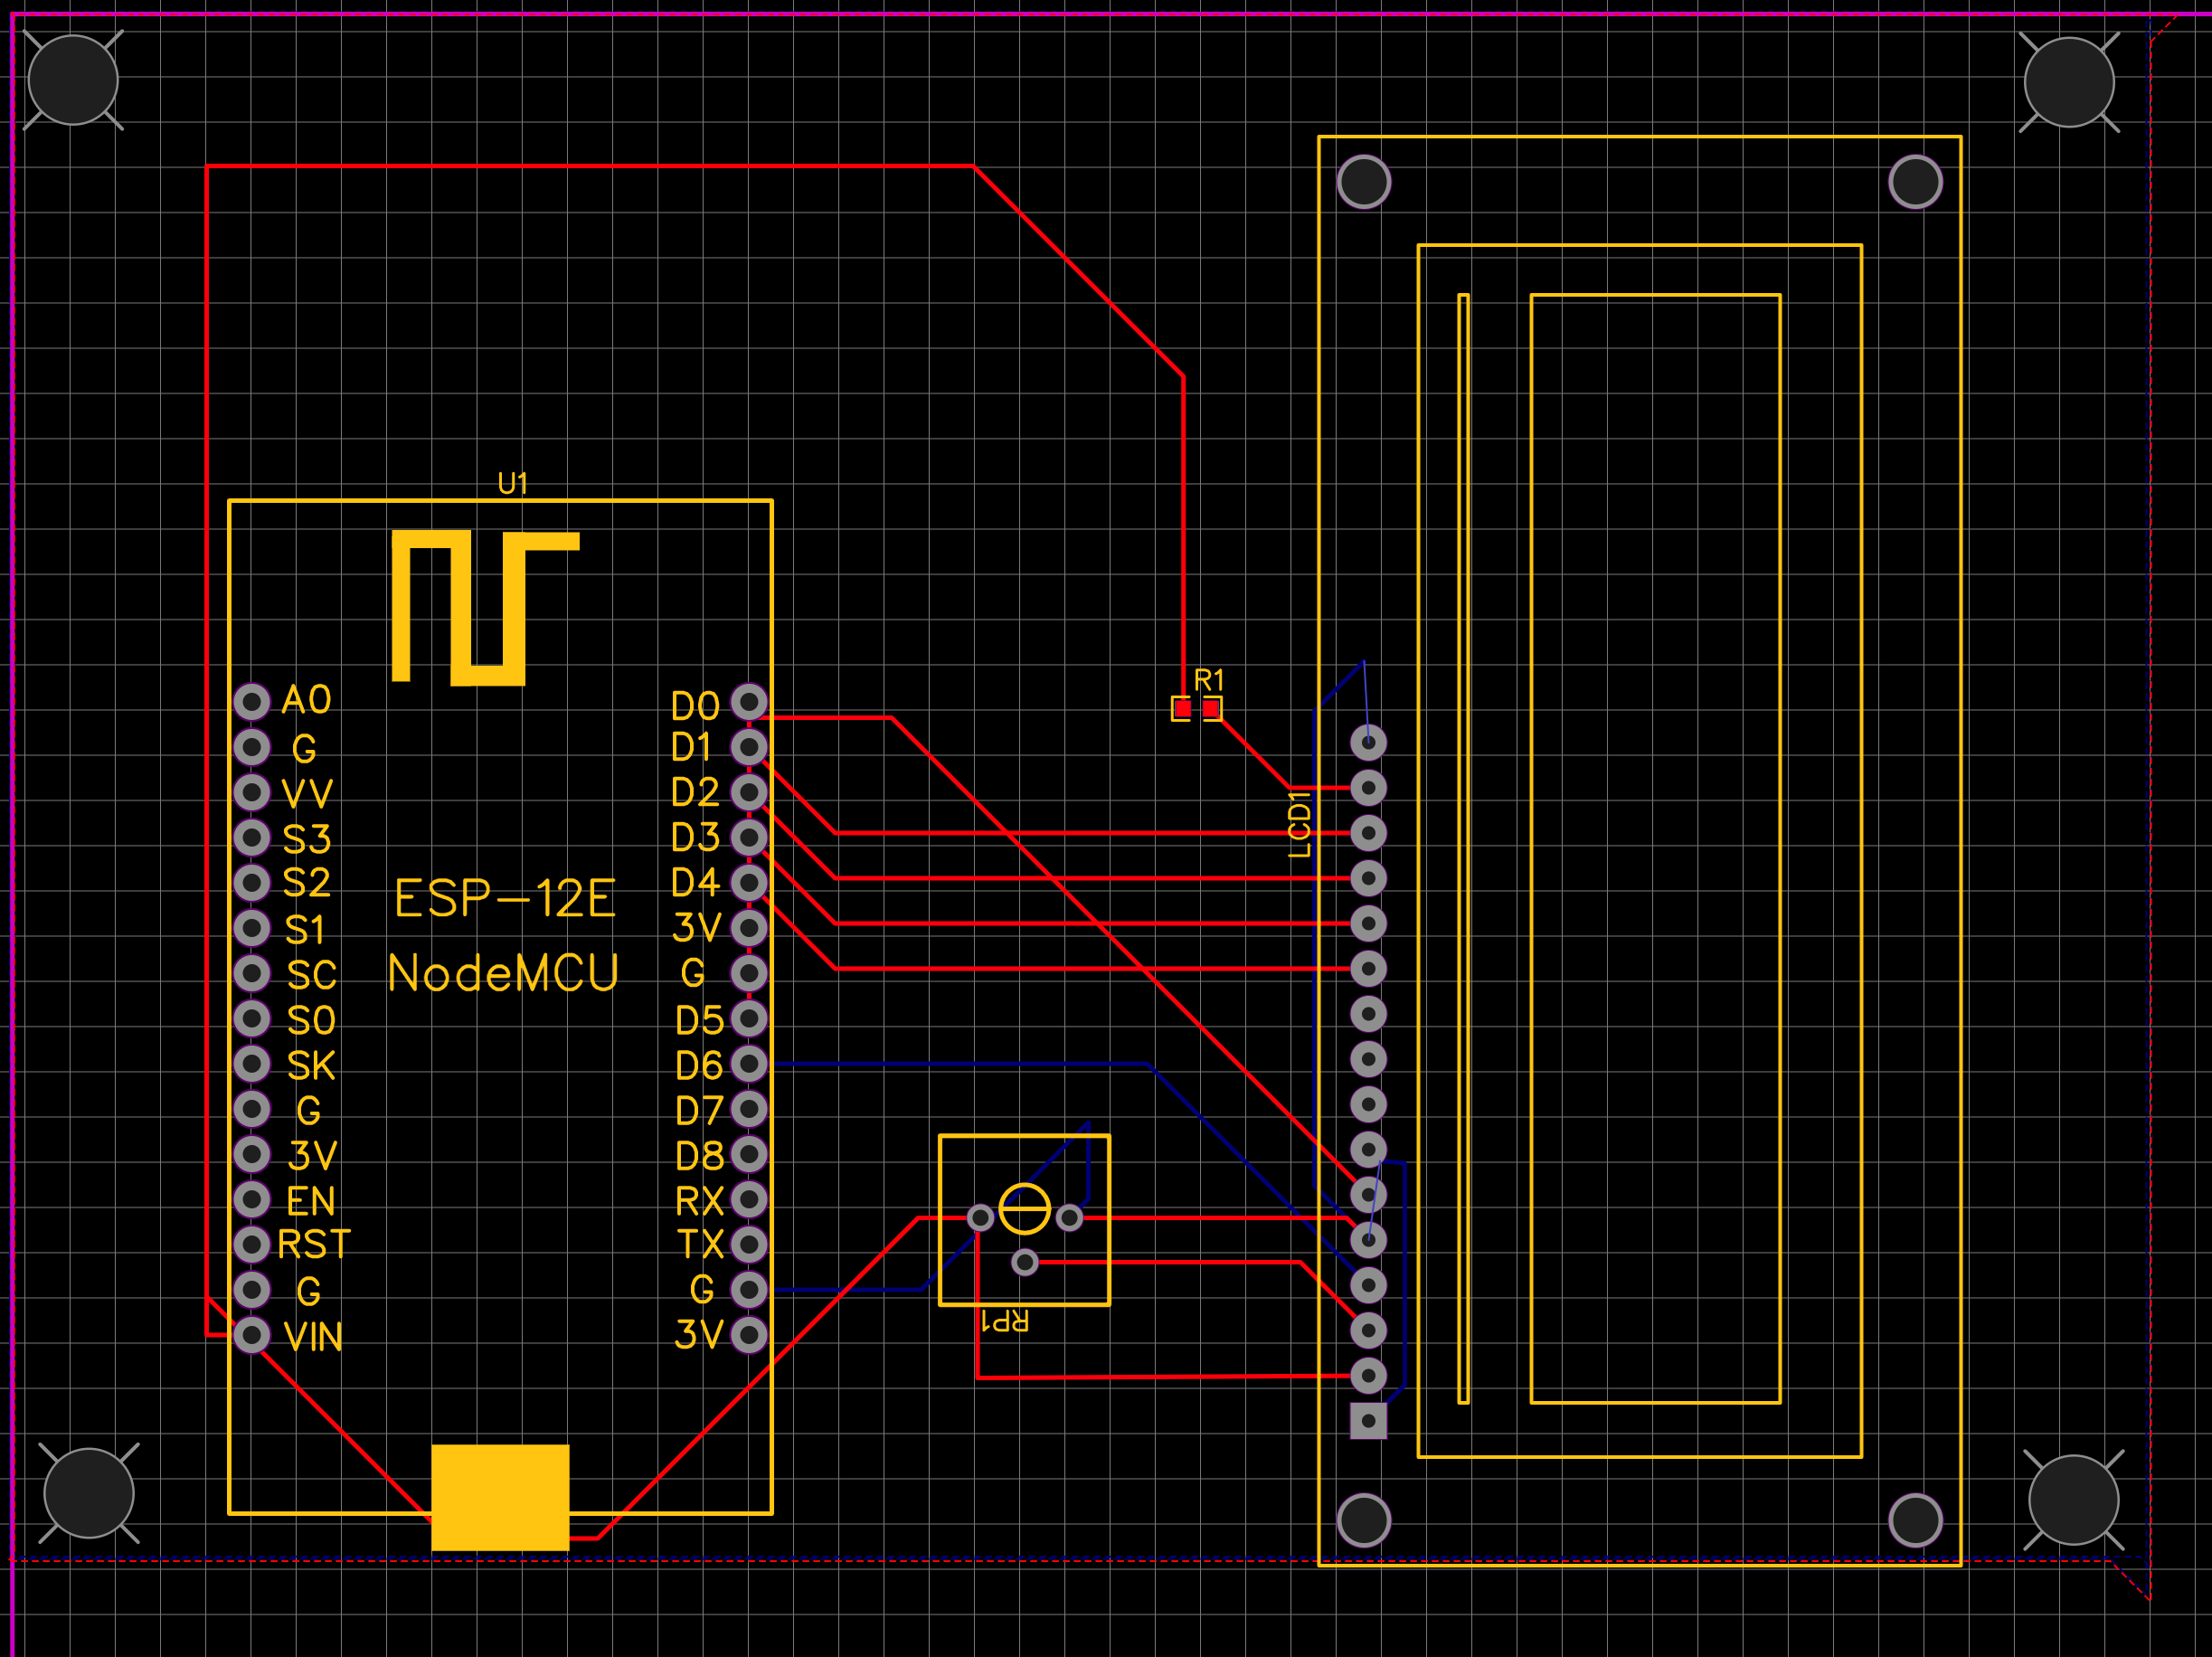 U1
A0
G
VV
S3
S2
S1
SC
S0
SK
G
3V
EN
RST
G
VIN
ESP-12E
NodeMCU
D0
D1
D2
D3
D4
3V
G
D5
D6
D7
D8
RX
TX
G
3V
R1
LCD1
RP1